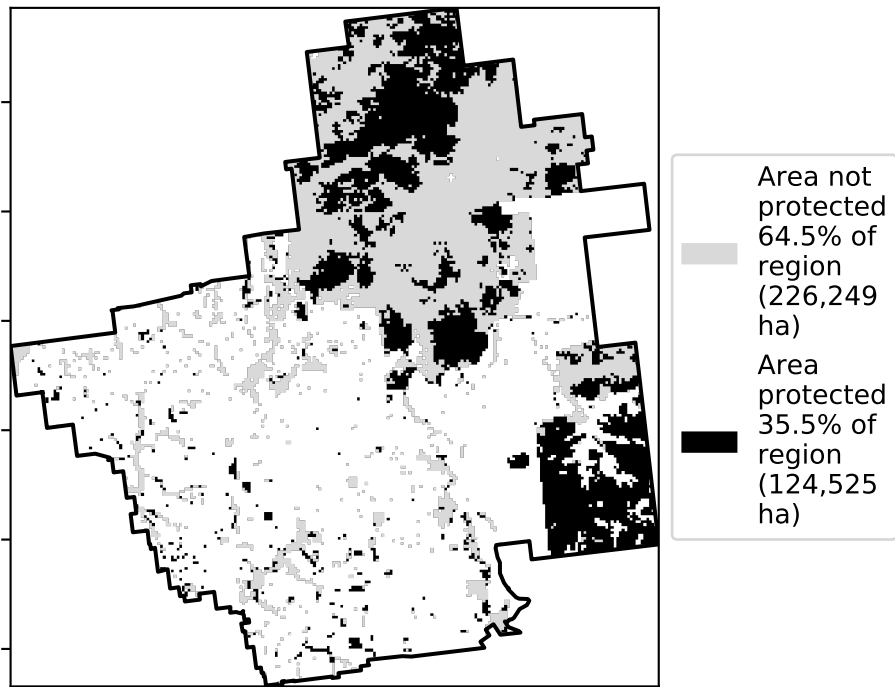 Area not
protected
64.5% of
region
(226,249
ha)
Area
protected
35.5% of
region
(124,525
ha)